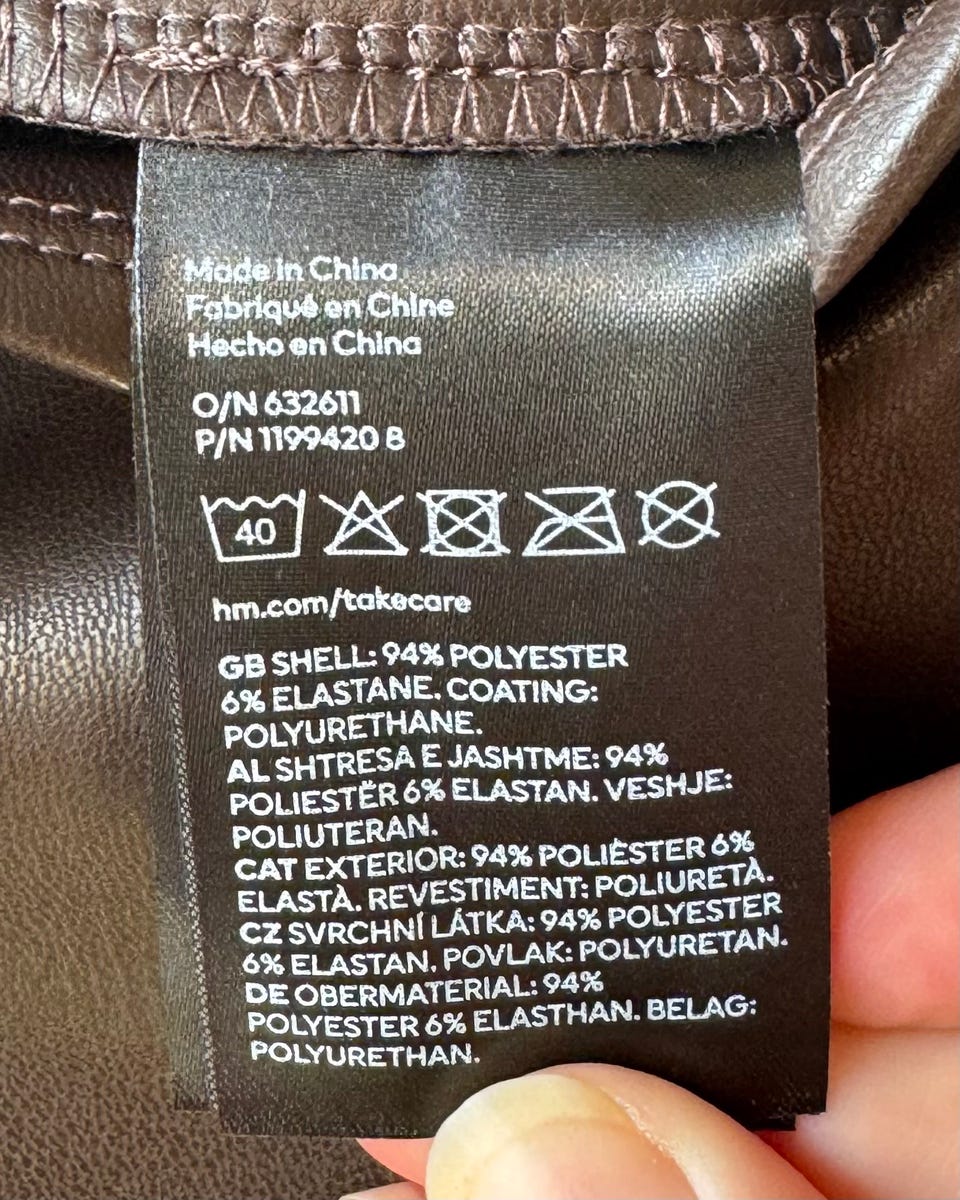 Made in China
Fabriqué en Chine
Hecho en China
O/N 632611
P/N 1199420 B
40
hm.com/takecare
GB SHELL: 94% POLYESTER
6% ELASTANE. COATING:
POLYURETHANE.
AL SHTRESA E JASHTME: 94%
POLIESTËR 6% ELASTAN. VESHJE:
POLIUTERAN.
CAT EXTERIOR: 94% POLIÈSTER 6%
ELASTÀ. REVESTIMENT: POLIURETÀ.
CZ SVRCHNÍ LÁTKA: 94% POLYESTER
6% ELASTAN. POVLAK: POLYURETAN.
DE OBERMATERIAL: 94%
POLYESTER 6% ELASTHAN. BELAG:
POLYURETHAN.